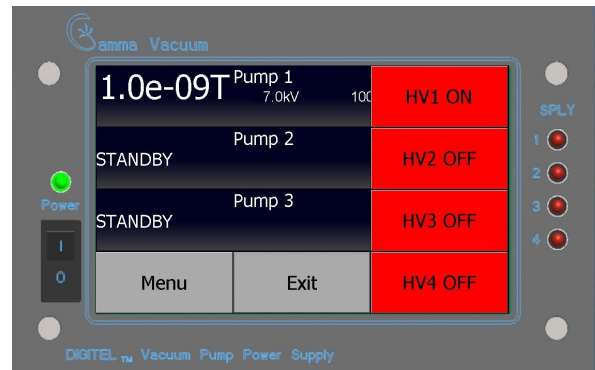 Gamma Vacuum
1.0e-09T Pump 1
7.0kV 100
HV1 ON
SPLY
Pump 2
STANDBY
HV2 OFF
1
2
Pump 3
STANDBY
HV3 OFF
3
4
Power
I
0
Menu
Exit
HV4 OFF
DIGITEL TM Vacuum Pump Power Supply